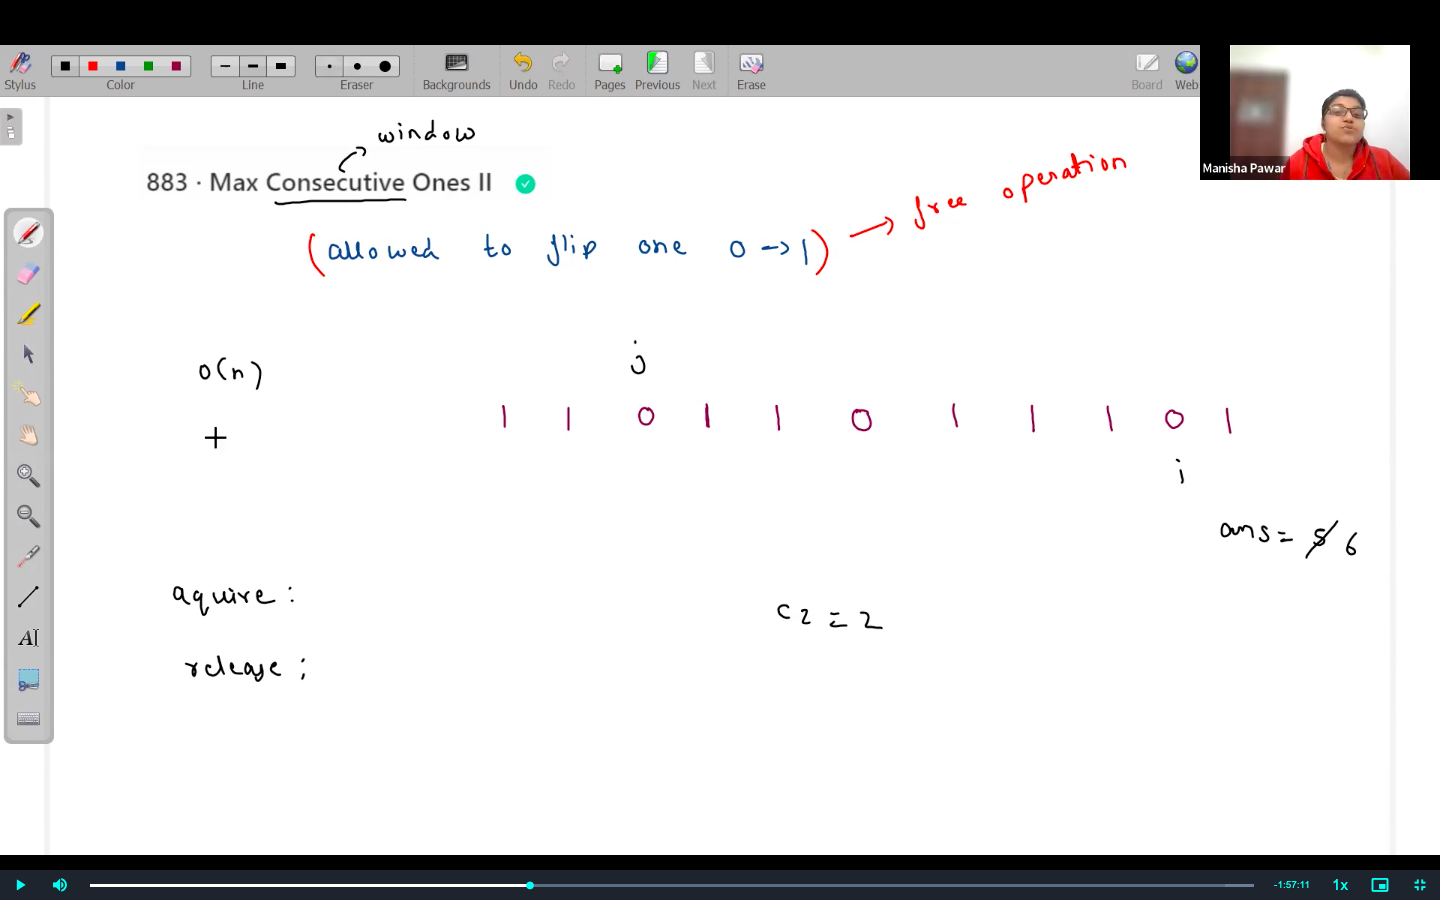 Stylus
Color
Line
Eraser
Backgrounds
Undo
Redo
Pages
Previous
Next
Erase
Board
Web
Manisha Pawar
window
883 · Max Consecutive Ones II
free operation
(allowed to flip one 0 -> 1)
j
O(n)
1 1 0 1 1 0 1 1 1 0 1
+
i
ans = 5 6
aquire :
c2 = 2
release :
AI
-1:57:11
1x